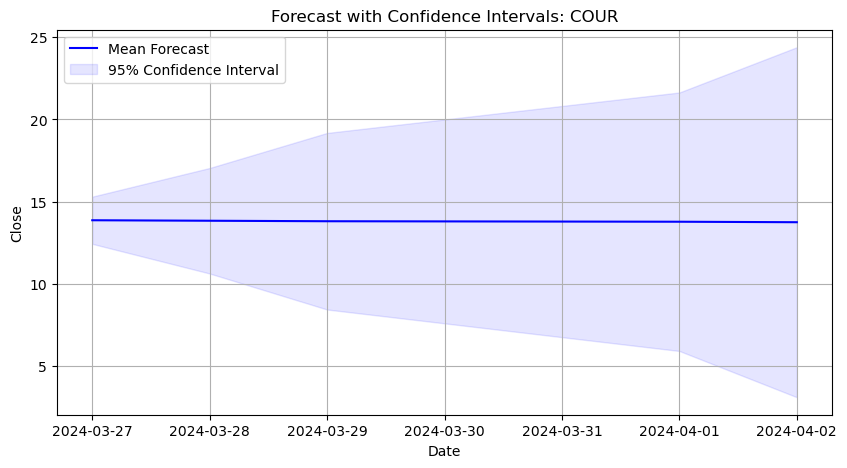 Forecast with Confidence Intervals: COUR
Mean Forecast
95% Confidence Interval
Close
25
20
15
10
5
2024-03-27 2024-03-28 2024-03-29 2024-03-30 2024-03-31 2024-04-01 2024-04-02
Date